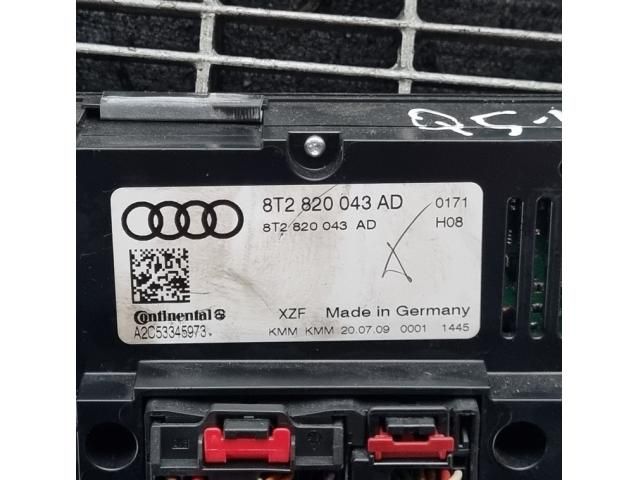 Q5.
8T2 820 043 AD 0171
8T2 820 043 AD H08
Continental XZF Made in Germany
A2C53345973. KMM KMM 20.07.09 0001 1445